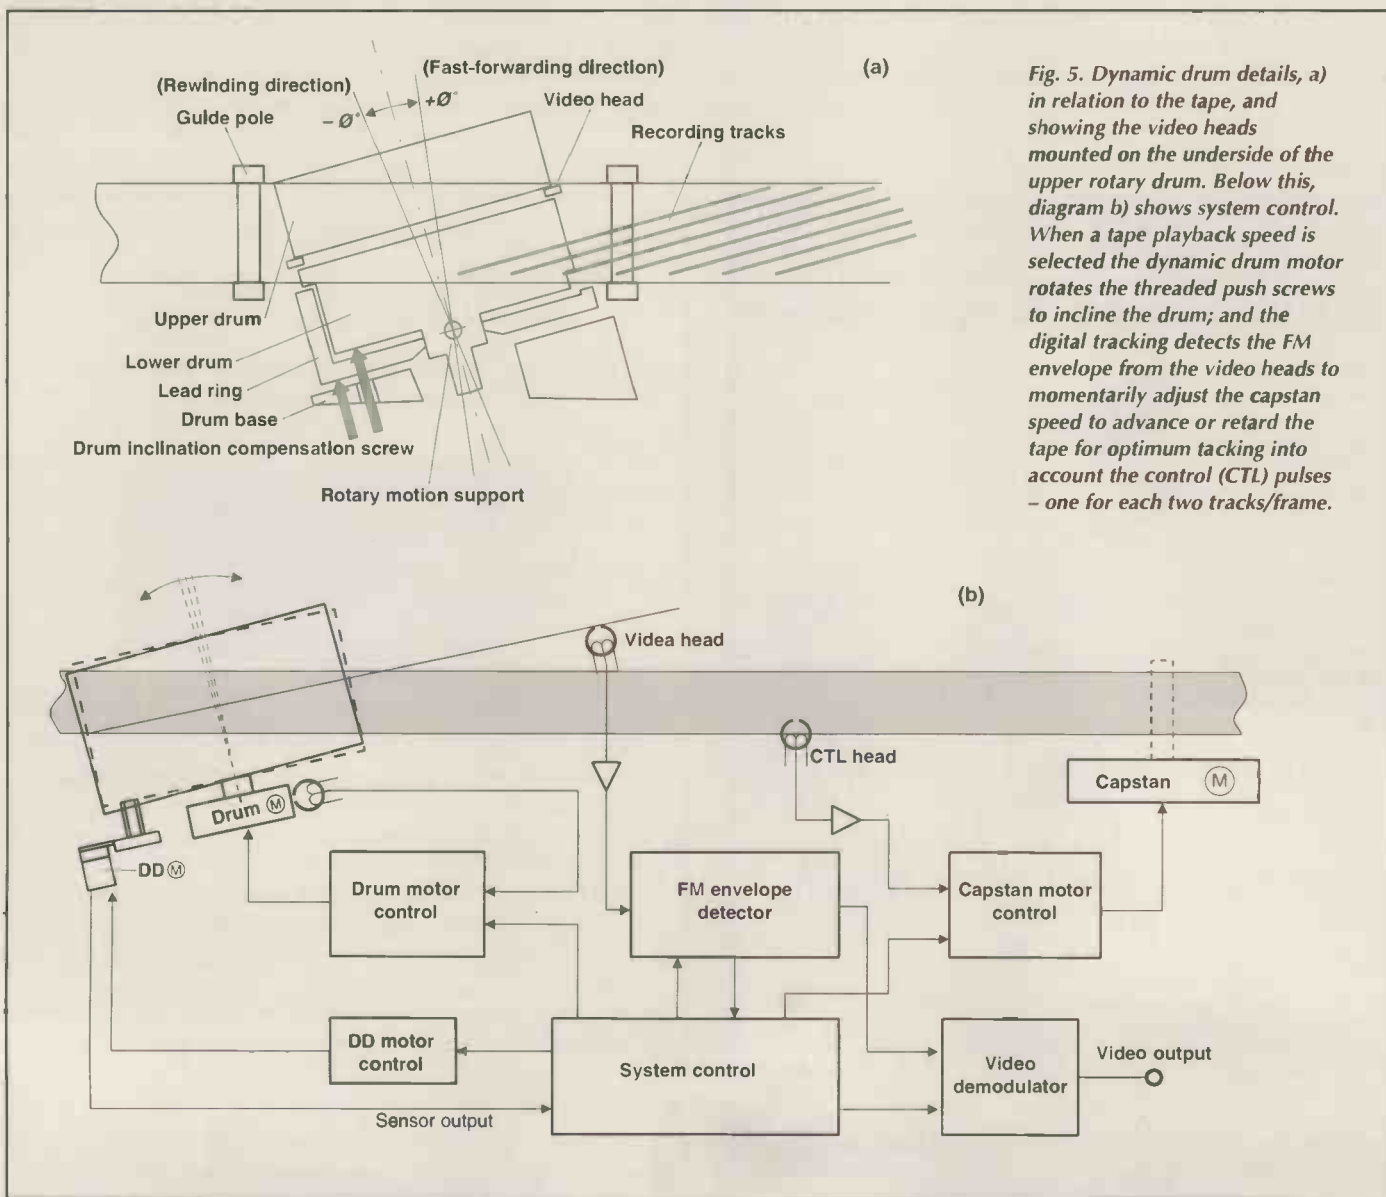 (a)
(Fast-forwarding direction)
(Rewinding direction)
+Ø°
Video head
Guide pole
– Ø°
Recording tracks
Upper drum
Lower drum
Lead ring
Drum base
Drum inclination compensation screw
Rotary motion support
Fig. 5. Dynamic drum details, a)
in relation to the tape, and
showing the video heads
mounted on the underside of the
upper rotary drum. Below this,
diagram b) shows system control.
When a tape playback speed is
selected the dynamic drum motor
rotates the threaded push screws
to incline the drum; and the
digital tracking detects the FM
envelope from the video heads to
momentarily adjust the capstan
speed to advance or retard the
tape for optimum tacking into
account the control (CTL) pulses
– one for each two tracks/frame.
(b)
Videa head
CTL head
Capstan M
Drum M
DD M
Drum motor
control
FM envelope
detector
Capstan motor
control
DD motor
control
System control
Video
demodulator
Video output
Sensor output